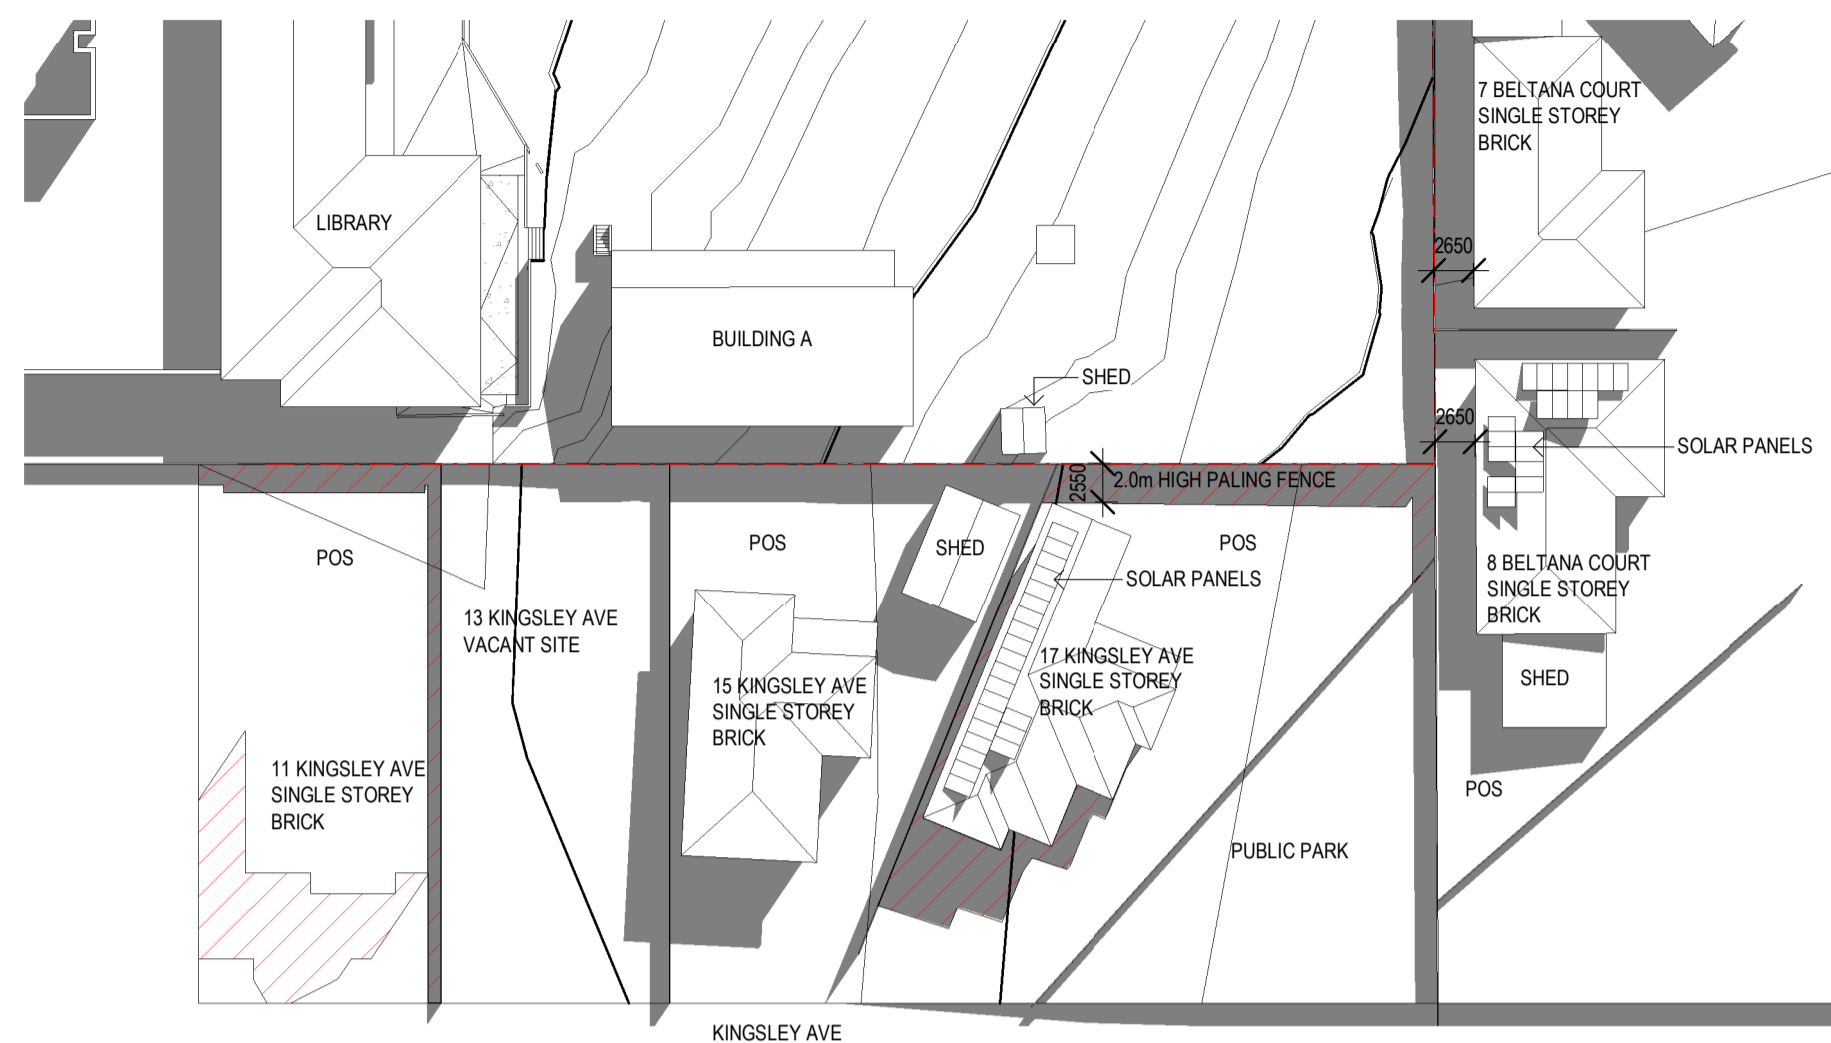 7 BELTANA COURT
SINGLE STOREY
BRICK
LIBRARY
2650
BUILDING A
SHED
2650
SOLAR PANELS
2550
2.0m HIGH PALING FENCE
POS
POS
SHED
POS
SOLAR PANELS
8 BELTANA COURT
SINGLE STOREY
BRICK
13 KINGSLEY AVE
VACANT SITE
15 KINGSLEY AVE
SINGLE STOREY
BRICK
17 KINGSLEY AVE
SINGLE STOREY
BRICK
SHED
11 KINGSLEY AVE
SINGLE STOREY
BRICK
POS
PUBLIC PARK
KINGSLEY AVE